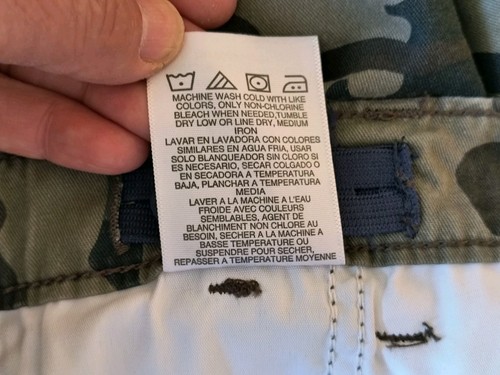 MACHINE WASH COLD WITH LIKE
COLORS, ONLY NON-CHLORINE
BLEACH WHEN NEEDED,TUMBLE
DRY LOW OR LINE DRY, MEDIUM
IRON
LAVAR EN LAVADORA CON COLORES
SIMILARES EN AGUA FRIA, USAR
SOLO BLANQUEADOR SIN CLORO SI
ES NECESARIO, SECAR COLGADO O
EN SECADORA A TEMPERATURA
BAJA, PLANCHAR A TEMPERATURA
MEDIA
LAVER A LA MACHINE A L'EAU
FROIDE AVEC COULEURS
SEMBLABLES, AGENT DE
BLANCHIMENT NON CHLORE AU
BESOIN, SECHER A LA MACHINE A
BASSE TEMPERATURE OU
SUSPENDRE POUR SECHER,
REPASSER A TEMPERATURE MOYENNE